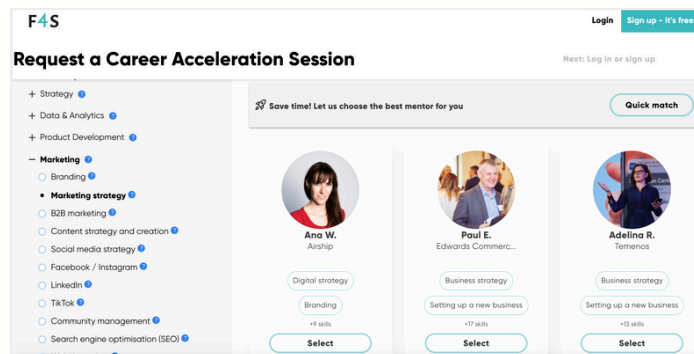 F4S
Login
Sign up - it's free
Request a Career Acceleration Session
Next: Log in or sign up
+ Strategy ?
+ Data & Analytics ?
+ Product Development ?
− Marketing ?
Branding ?
• Marketing strategy ?
B2B marketing ?
Content strategy and creation ?
Social media strategy ?
Facebook / Instagram ?
LinkedIn ?
TikTok ?
Community management ?
Search engine optimisation (SEO) ?
Save time! Let us choose the best mentor for you
Quick match
Ana W.
Airship
Digital strategy
Branding
+9 skills
Select
Paul E.
Edwards Commerc...
Business strategy
Setting up a new business
+17 skills
Select
Adelina R.
Temenos
Business strategy
Setting up a new business
+13 skills
Select